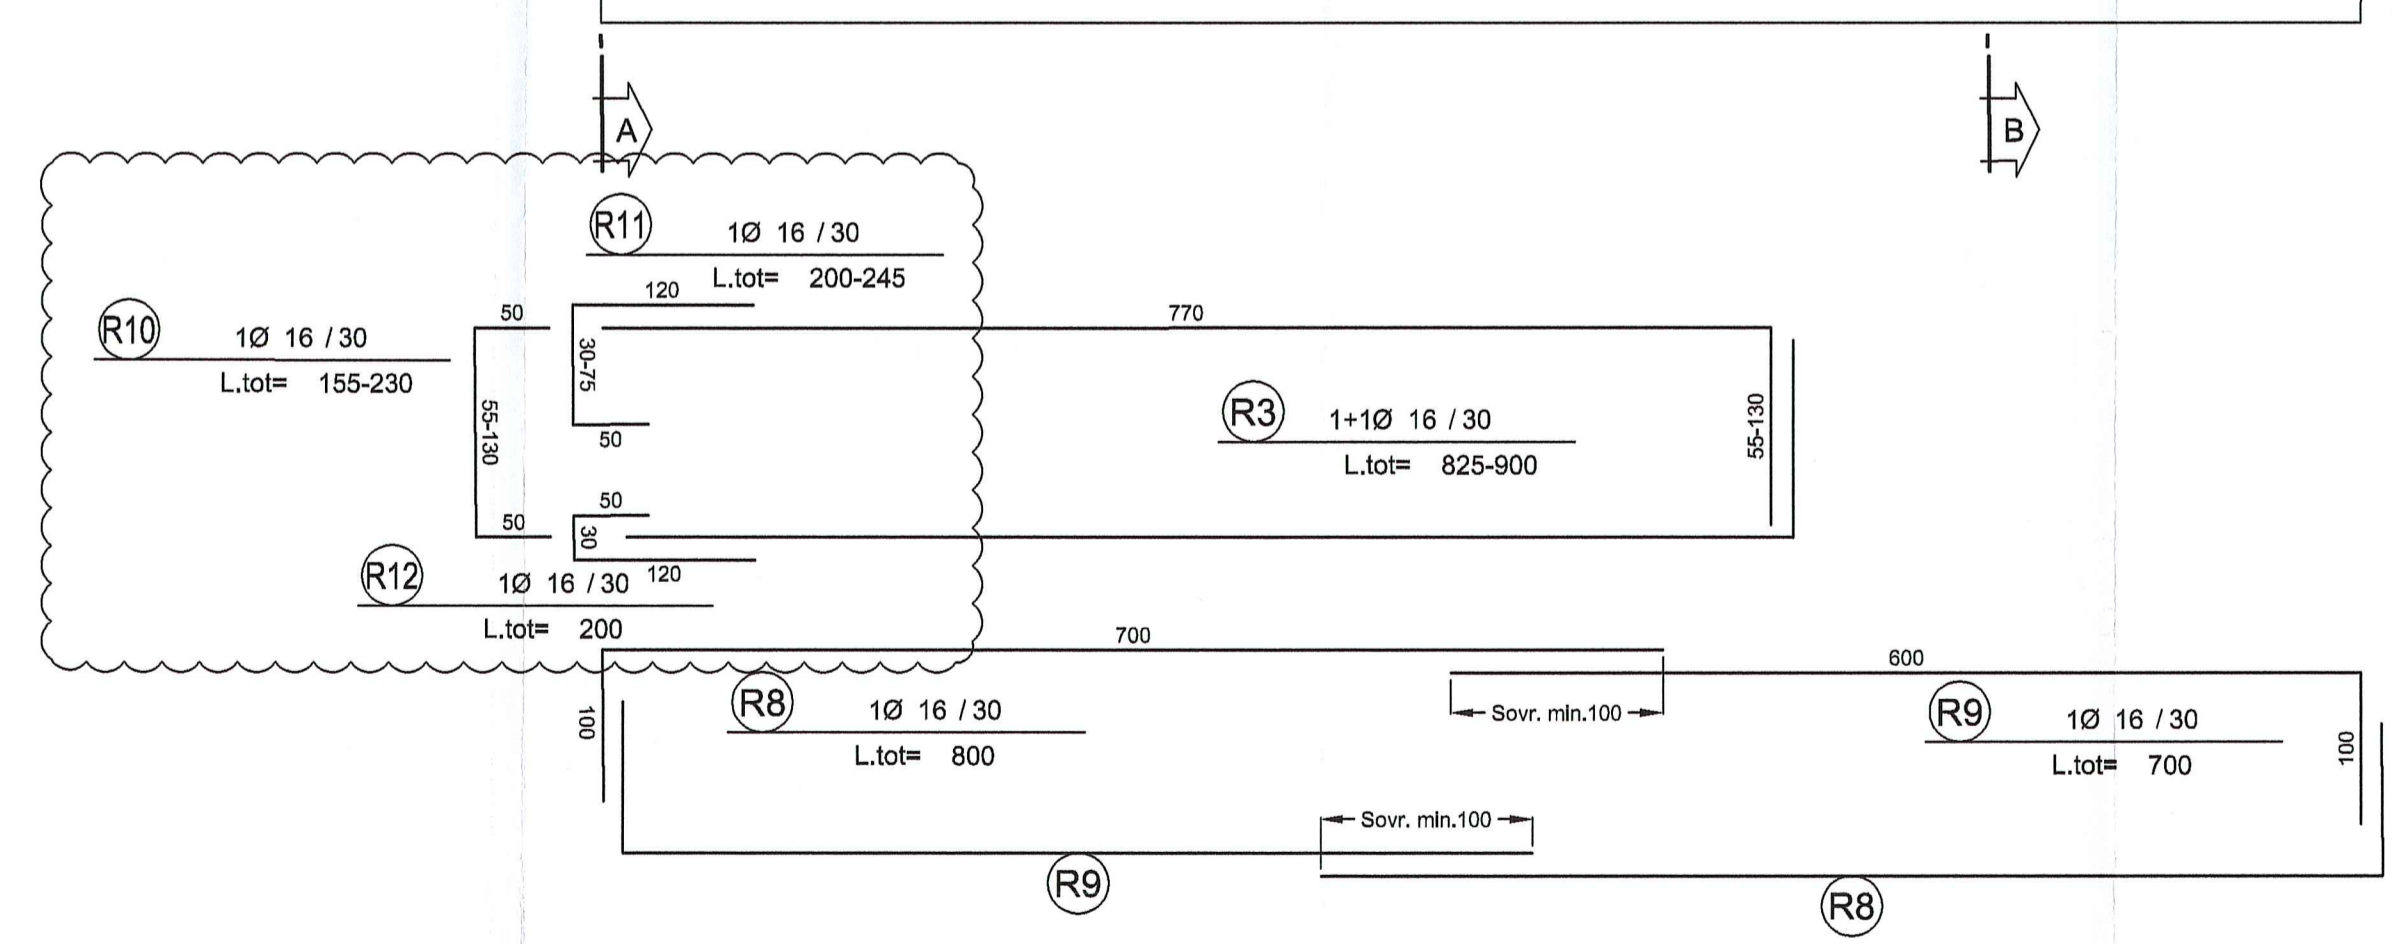 A
B
R11 1Ø 16 / 30
L.tot= 200-245
120
30-75
50
R10 1Ø 16 / 30
L.tot= 155-230
50
55-130
50
770
R3 1+1Ø 16 / 30
L.tot= 825-900
55-130
50
30
120
R12 1Ø 16 / 30
L.tot= 200
700
100
R8 1Ø 16 / 30
L.tot= 800
600
Sovr. min.100
R9 1Ø 16 / 30
L.tot= 700
100
Sovr. min.100
R9
R8